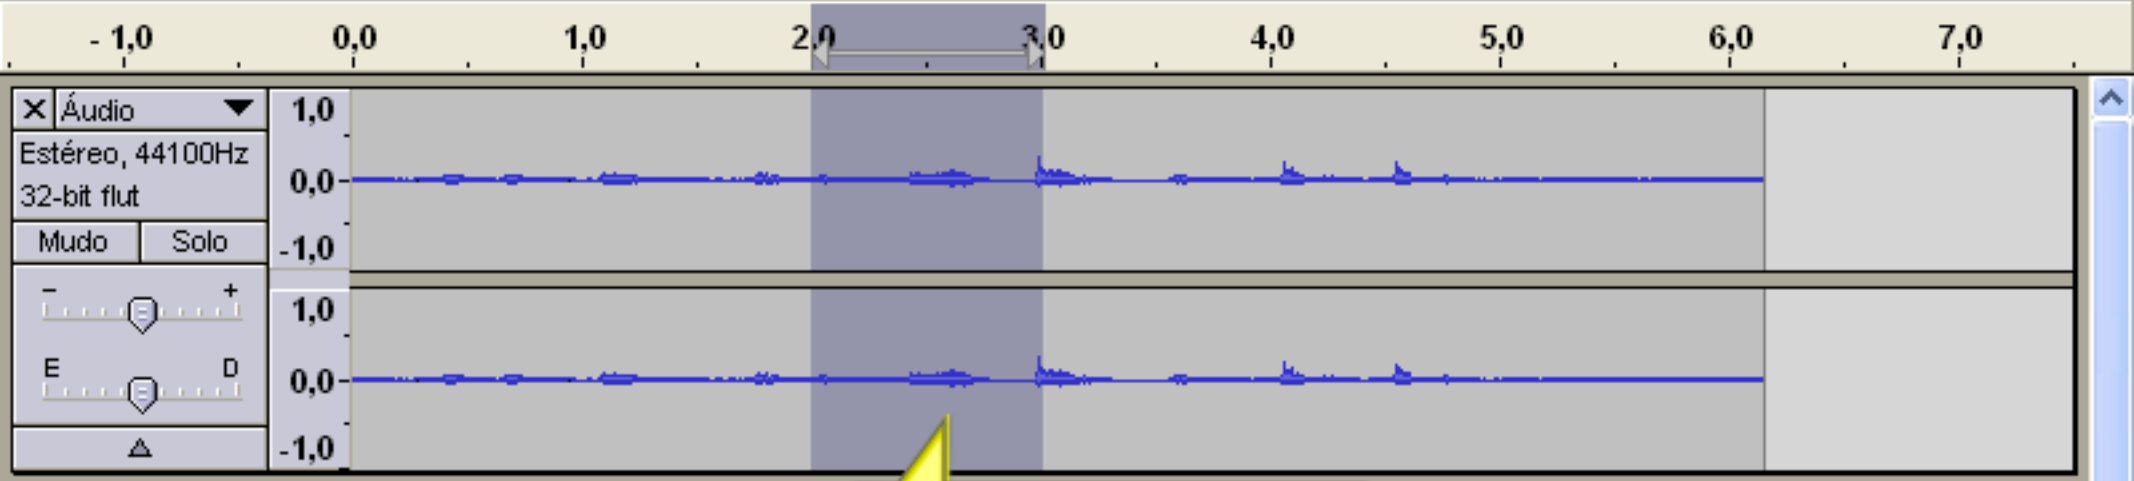 - 1,0 0,0 1,0 2,0 3,0 4,0 5,0 6,0 7,0
X Áudio
Estéreo, 44100Hz
32-bit flut
Mudo Solo
- +
E D
1,0
0,0
-1,0
1,0
0,0
-1,0